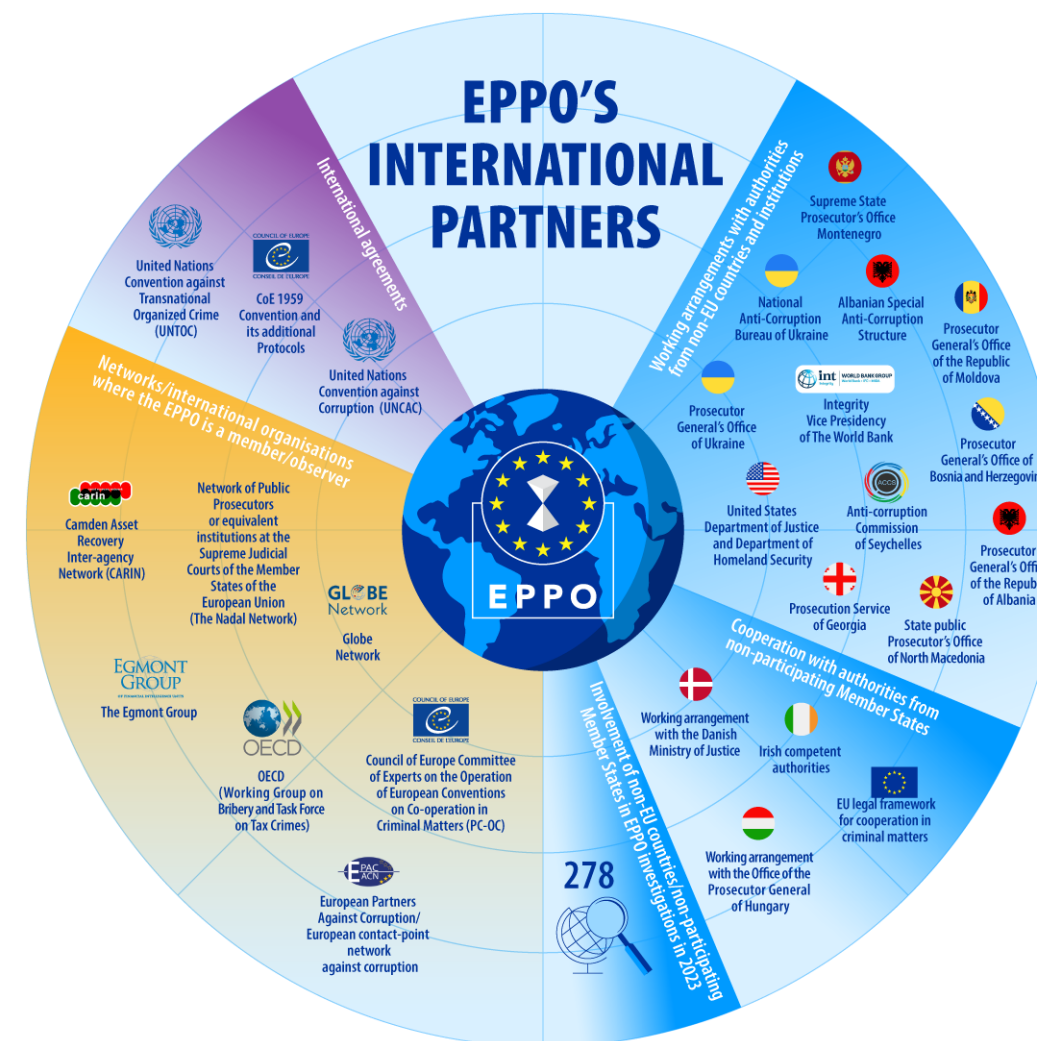 EPPO'S
INTERNATIONAL
PARTNERS
International agreements
United Nations
Convention against
Transnational
Organized Crime
(UNTOC)
COUNCIL OF EUROPE
CONSEIL DE L'EUROPE
CoE 1959
Convention and
its additional
Protocols
United Nations
Convention against
Corruption (UNCAC)
Working arrangements with authorities
from non-EU countries and institutions
Supreme State
Prosecutor's Office
Montenegro
National
Anti-Corruption
Bureau of Ukraine
Albanian Special
Anti-Corruption
Structure
Prosecutor
General's Office
of the Republic
of Moldova
Prosecutor
General's Office
of Ukraine
int
Integrity
WORLD BANK GROUP
Integrity
Vice Presidency
of The World Bank
Prosecutor
General's Office of
Bosnia and Herzegovin
United States
Department of Justice
and Department of
Homeland Security
ACCS
Anti-corruption
Commission
of Seychelles
Prosecutor
General's Offi
of the Repub
of Albania
Prosecution Service
of Georgia
State public
Prosecutor's Office
of North Macedonia
Networks/international organisations
where the EPPO is a member/observer
carin
Camden Asset
Recovery
Inter-agency
Network (CARIN)
Network of Public
Prosecutors
or equivalent
institutions at the
Supreme Judicial
Courts of the Member
States of the
European Union
(The Nadal Network)
GLOBE
Network
Globe
Network
EGMONT
GROUP
OF FINANCIAL INTELLIGENCE UNITS
The Egmont Group
OECD
OECD
(Working Group on
Bribery and Task Force
on Tax Crimes)
COUNCIL OF EUROPE
CONSEIL DE L'EUROPE
Council of Europe Committee
of Experts on the Operation
of European Conventions
on Co-operation in
Criminal Matters (PC-OC)
EPAC
EACN
European Partners
Against Corruption/
European contact-point
network
against corruption
EPPO
Cooperation with authorities from
non-participating Member States
Working arrangement
with the Danish
Ministry of Justice
Irish competent
authorities
EU legal framework
for cooperation in
criminal matters
Working arrangement
with the Office of the
Prosecutor General
of Hungary
Involvement of non-EU countries/non-participating
Member States in EPPO investigations in 2023
278